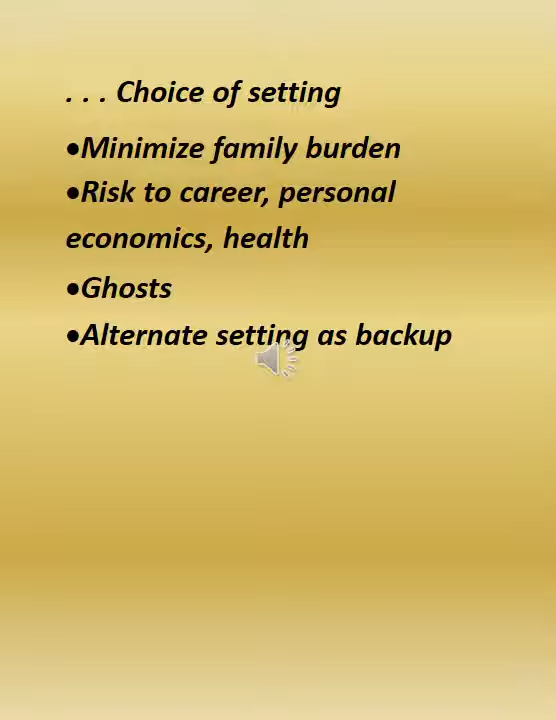 . . . Choice of setting
•Minimize family burden
•Risk to career, personal
economics, health
•Ghosts
•Alternate setting as backup